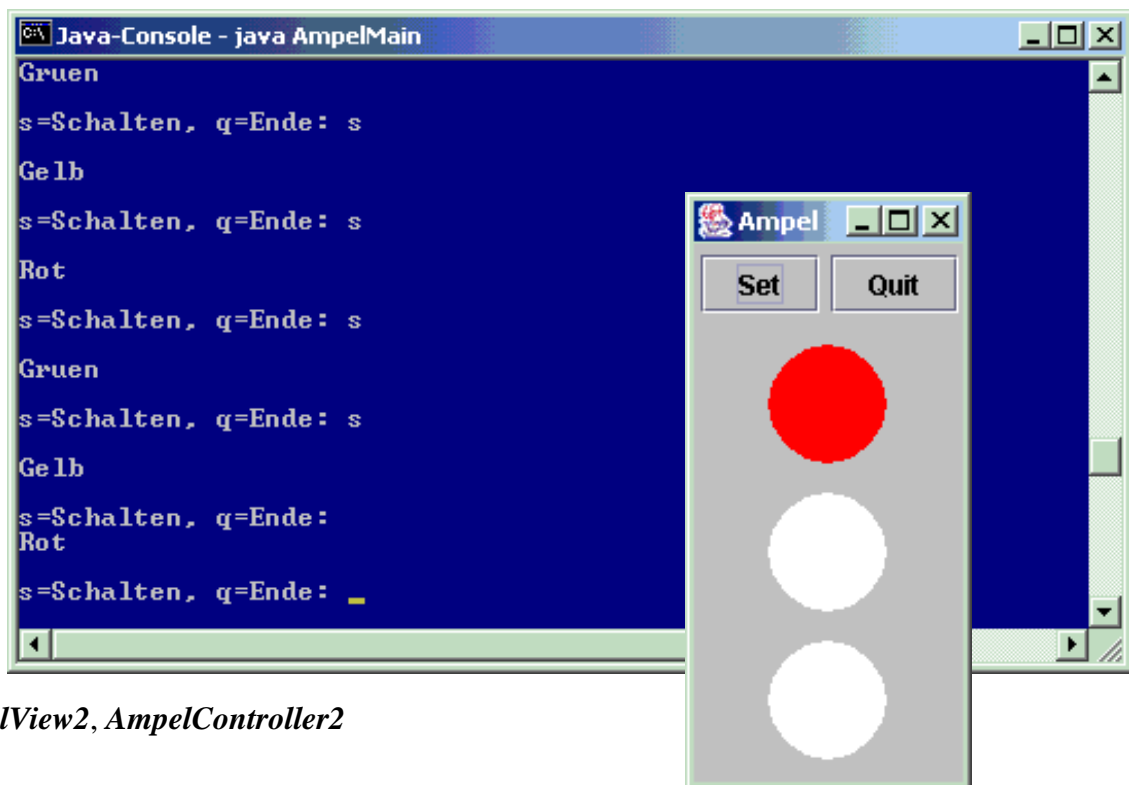 Java-Console - java AmpelMain
Gruen
s=Schalten, q=Ende: s
Gelb
s=Schalten, q=Ende: s
Rot
s=Schalten, q=Ende: s
Gruen
s=Schalten, q=Ende: s
Gelb
s=Schalten, q=Ende:
Rot
s=Schalten, q=Ende: _
Ampel
Set Quit
lView2, AmpelController2